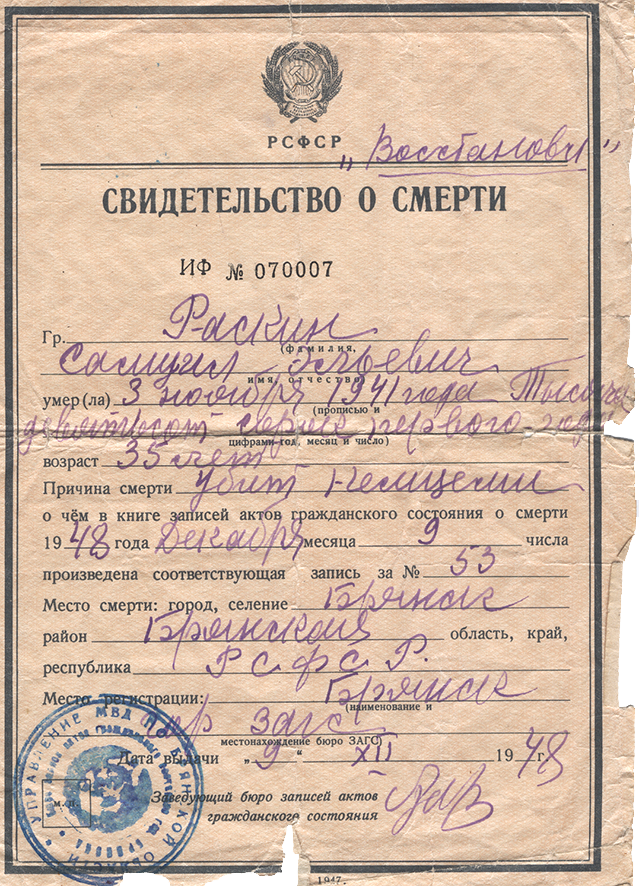 РСФСР
„Восстановл"
СВИДЕТЕЛЬСТВО О СМЕРТИ
ИФ № 070007
Гр. Раскин
(фамилия,
Самуил
имя, отчество)
умер(ла) 3 ноября 1941 года Тысяча
(прописью и
девятьсот сорок первого года
цифрами год, месяц и число)
возраст 35 лет
Причина смерти убит немцами
о чём в книге записей актов гражданского состояния о смерти
1948 года Декабря месяца 9 числа
произведена соответствующая запись за № 53
Место смерти: город, селение Брянск
район Брянская область, край,
республика Р С Ф С Р.
Место регистрации: Брянск
(наименование и
гор ЗАГС
местонахождение бюро ЗАГС)
Дата выдачи „9" XII 1948 г.
м. п.
Заведующий бюро записей актов
гражданского состояния
УПРАВЛЕНИЕ МВД ПО БРЯНСКОЙ ОБЛАСТИ
1947.